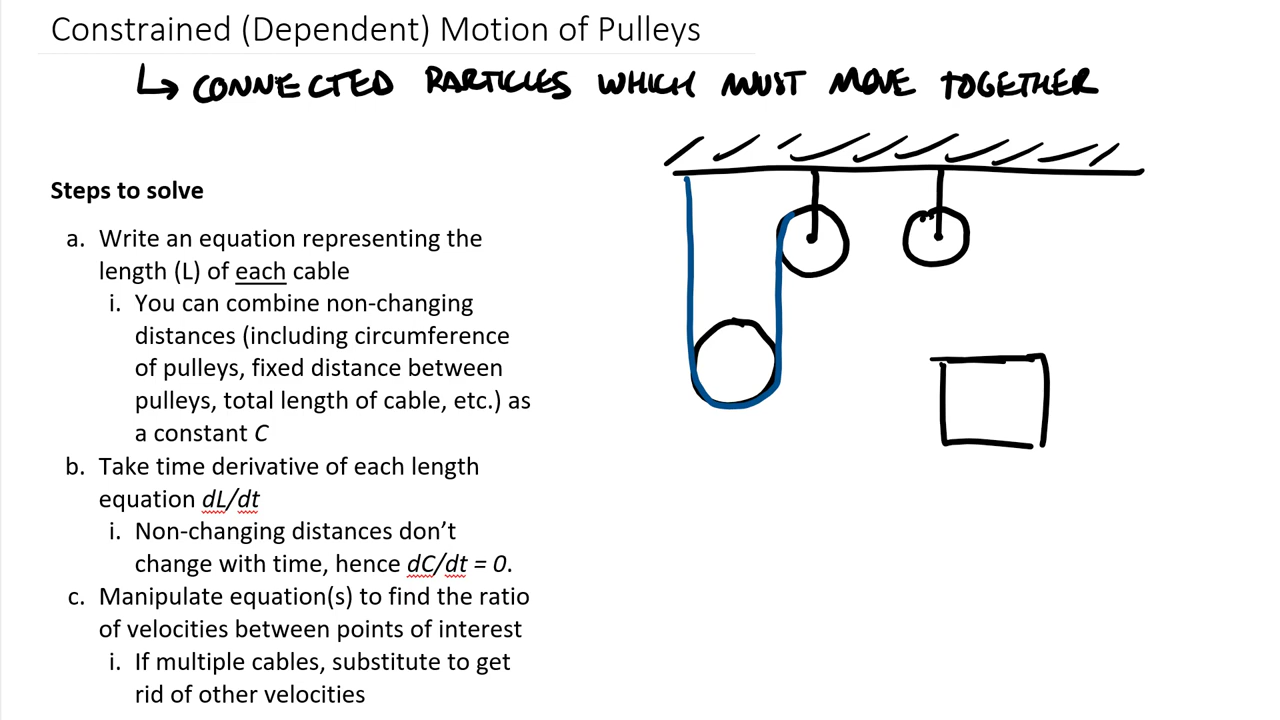 Constrained (Dependent) Motion of Pulleys
↳ CONNECTED PARTICLES WHICH MUST MOVE TOGETHER
Steps to solve
a. Write an equation representing the
length (L) of each cable
i. You can combine non-changing
distances (including circumference
of pulleys, fixed distance between
pulleys, total length of cable, etc.) as
a constant C
b. Take time derivative of each length
equation dL/dt
i. Non-changing distances don’t
change with time, hence dC/dt = 0.
c. Manipulate equation(s) to find the ratio
of velocities between points of interest
i. If multiple cables, substitute to get
rid of other velocities